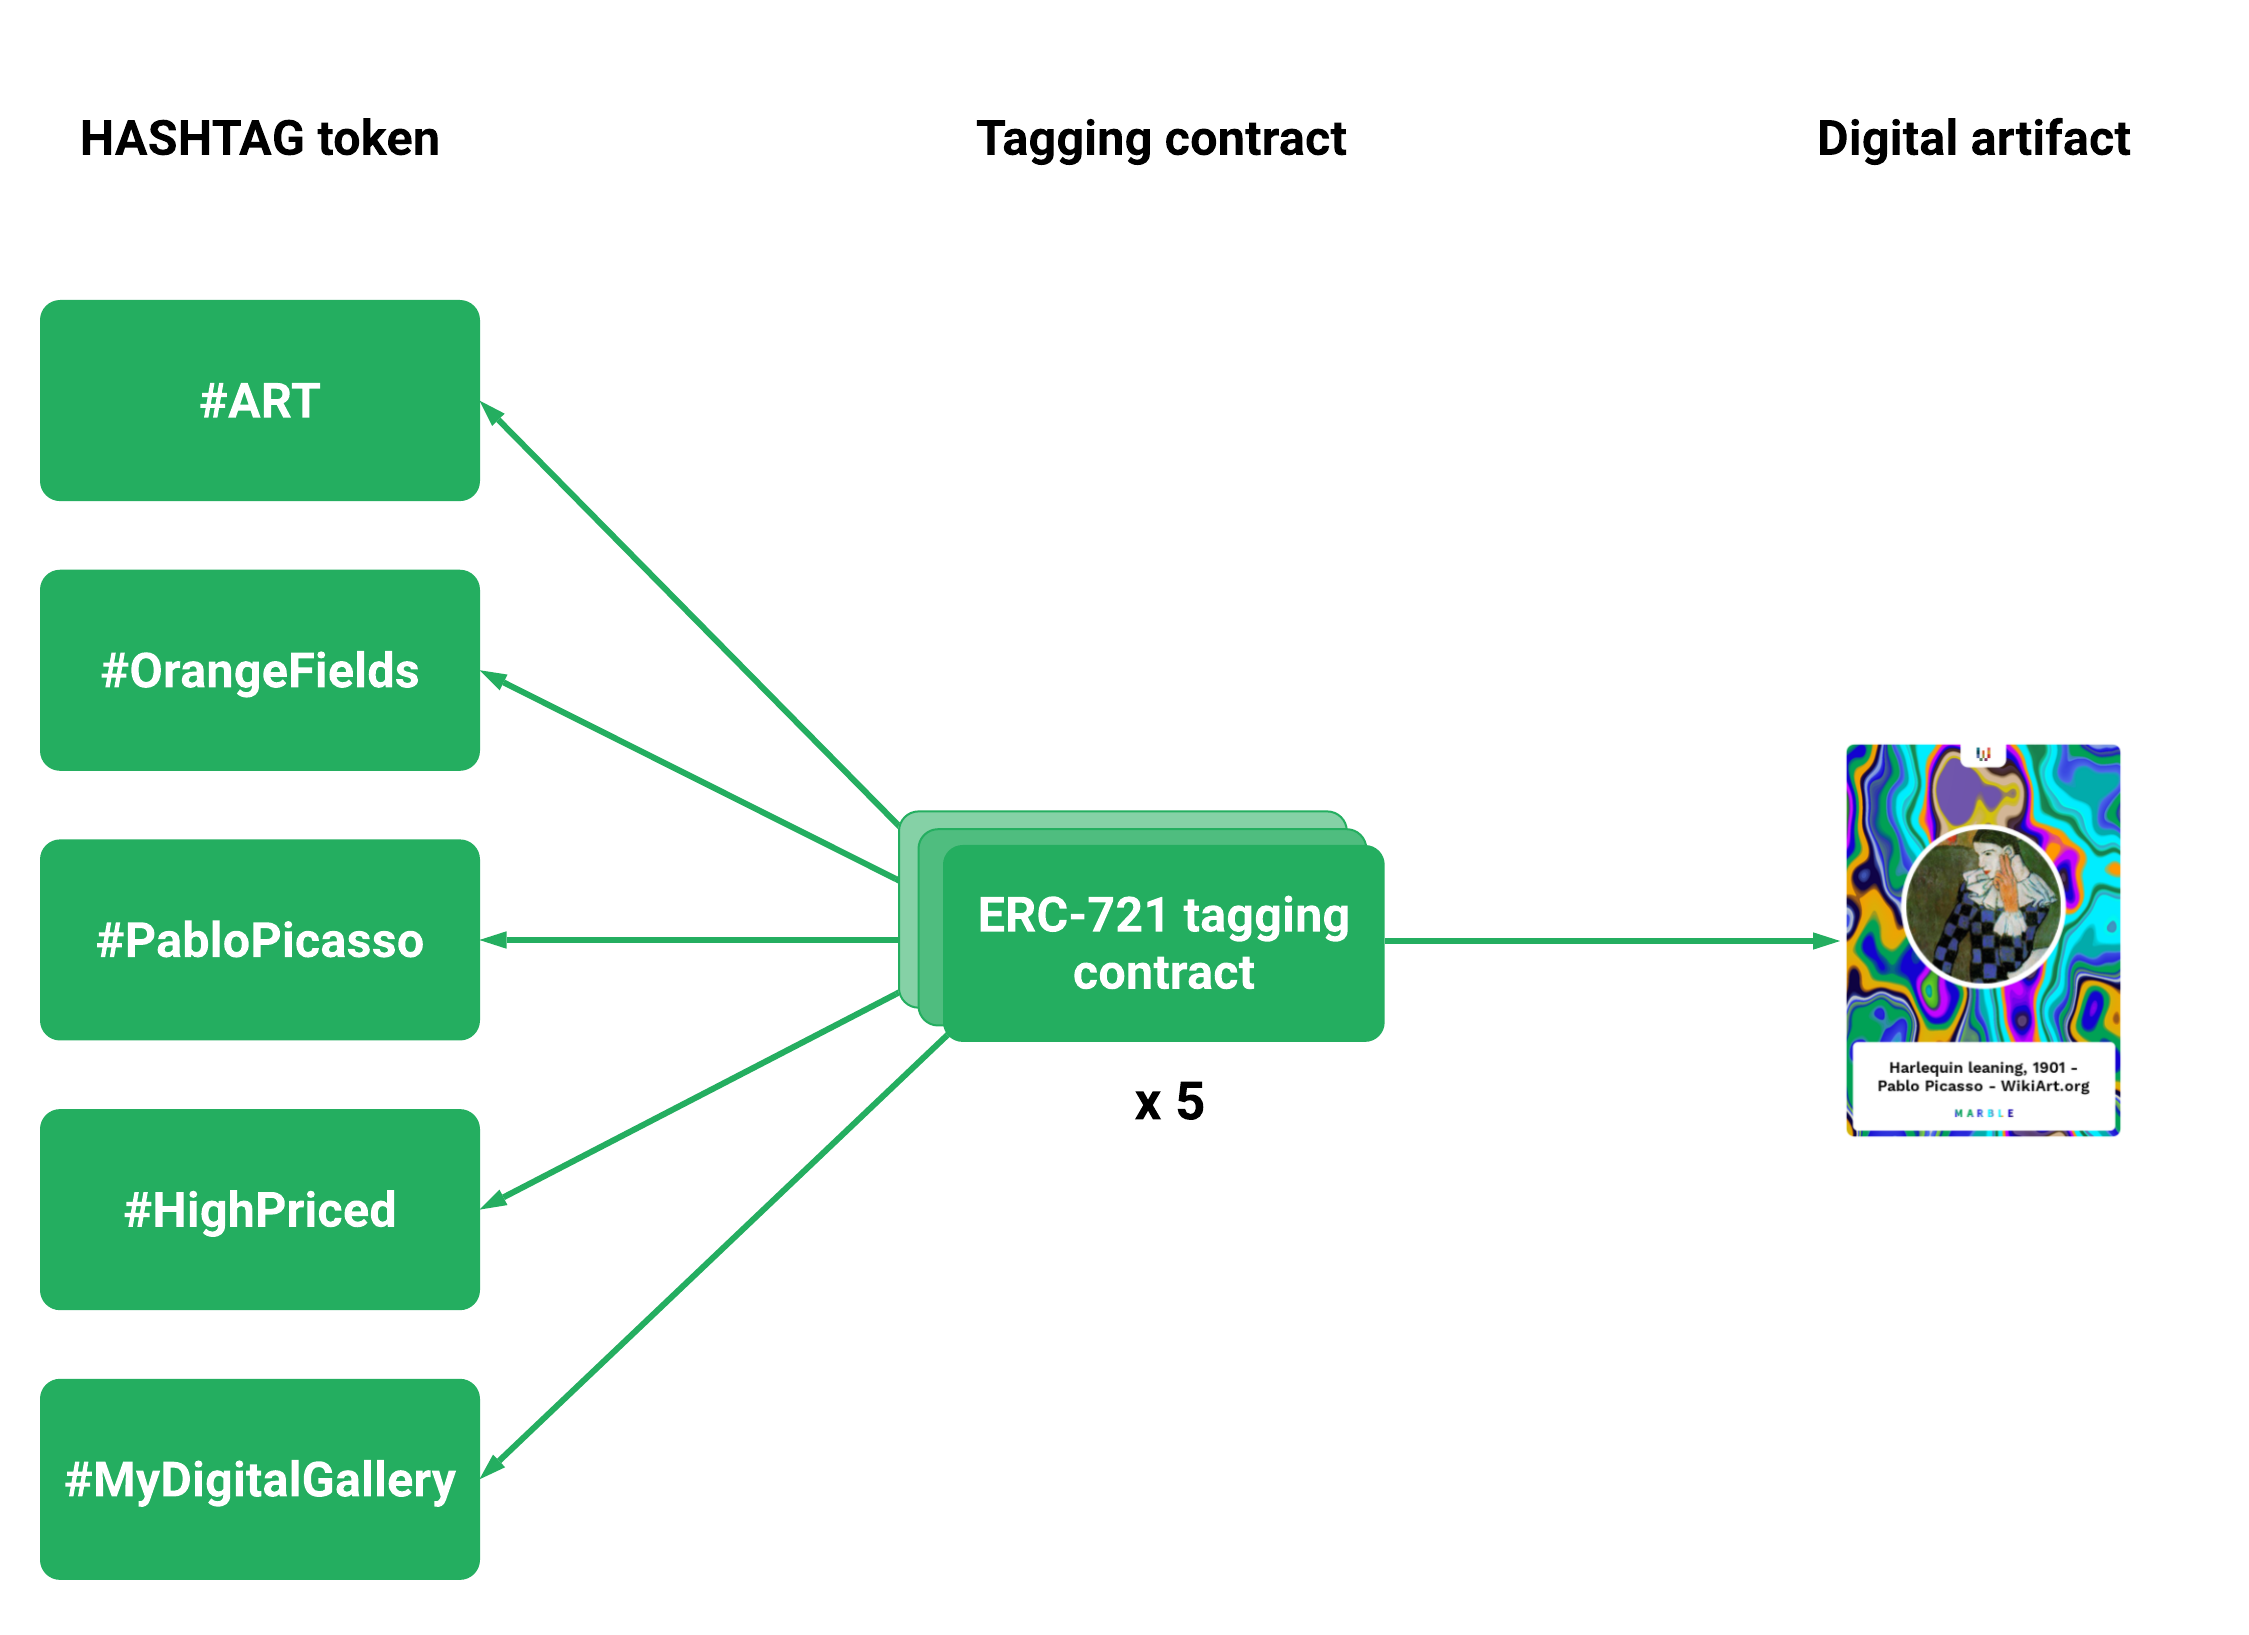 HASHTAG token
Tagging contract
Digital artifact
#ART
#OrangeFields
#PabloPicasso
#HighPriced
#MyDigitalGallery
ERC-721 tagging
contract
x 5
Harlequin leaning, 1901 -
Pablo Picasso - WikiArt.org
MARBLE